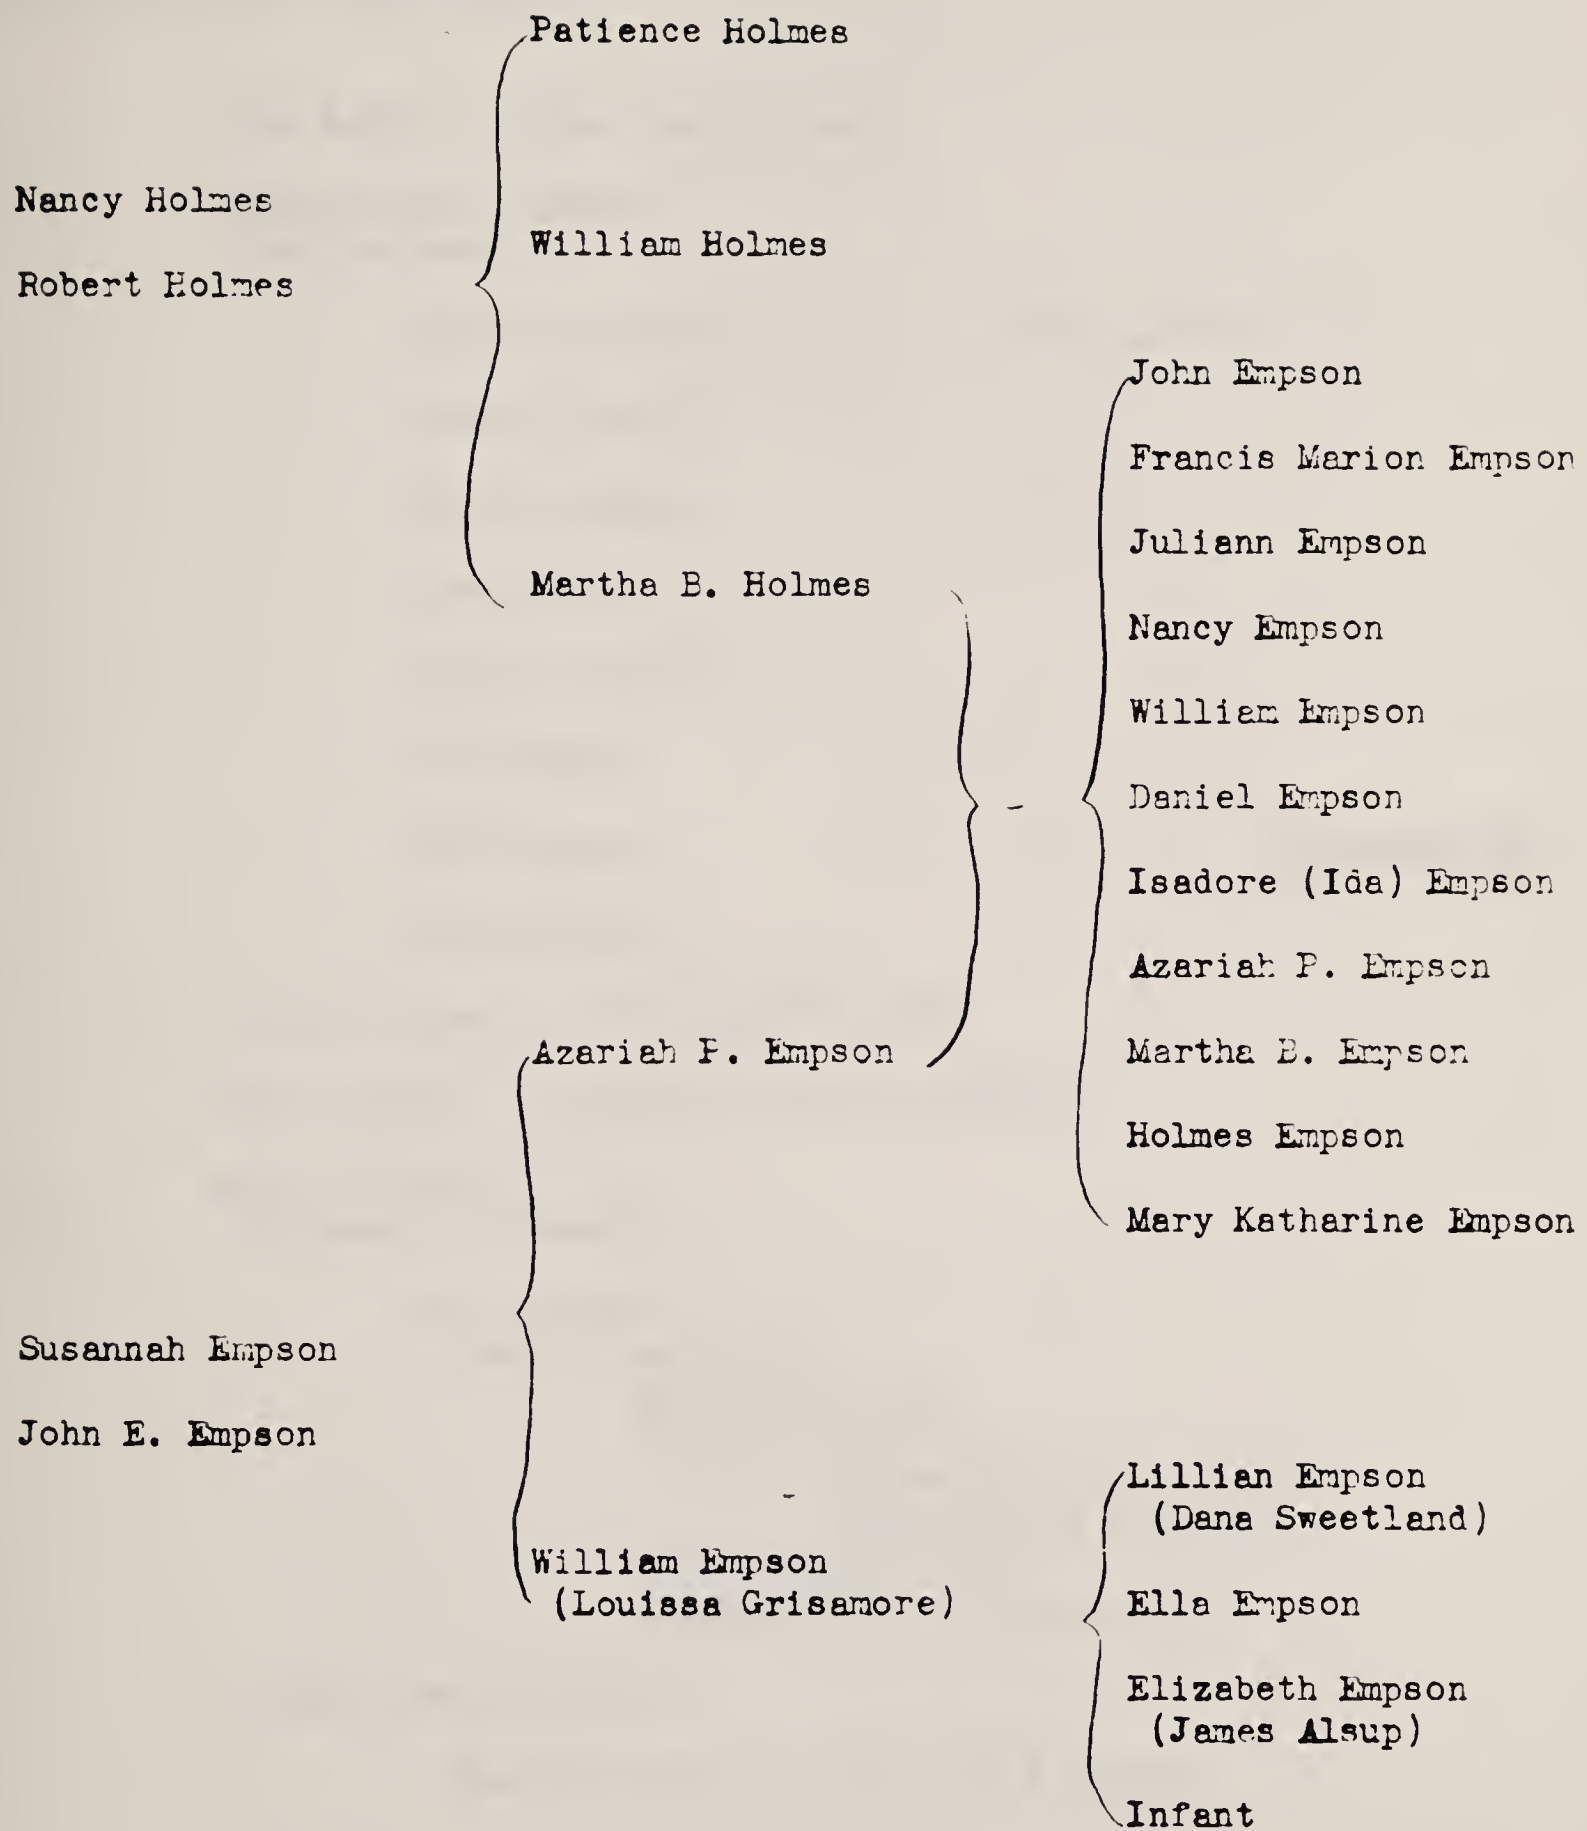 Patience Holmes
Nancy Holmes
William Holmes
Robert Holmes
John Empson
Francis Marion Empson
Juliann Empson
Martha B. Holmes
Nancy Empson
William Empson
Daniel Empson
Isadore (Ida) Empson
Azariah P. Empson
Azariah P. Empson
Martha B. Empson
Holmes Empson
Mary Katharine Empson
Susannah Empson
John E. Empson
Lillian Empson
(Dana Sweetland)
William Empson
(Louissa Grisamore)
Ella Empson
Elizabeth Empson
(James Alsup)
Infant